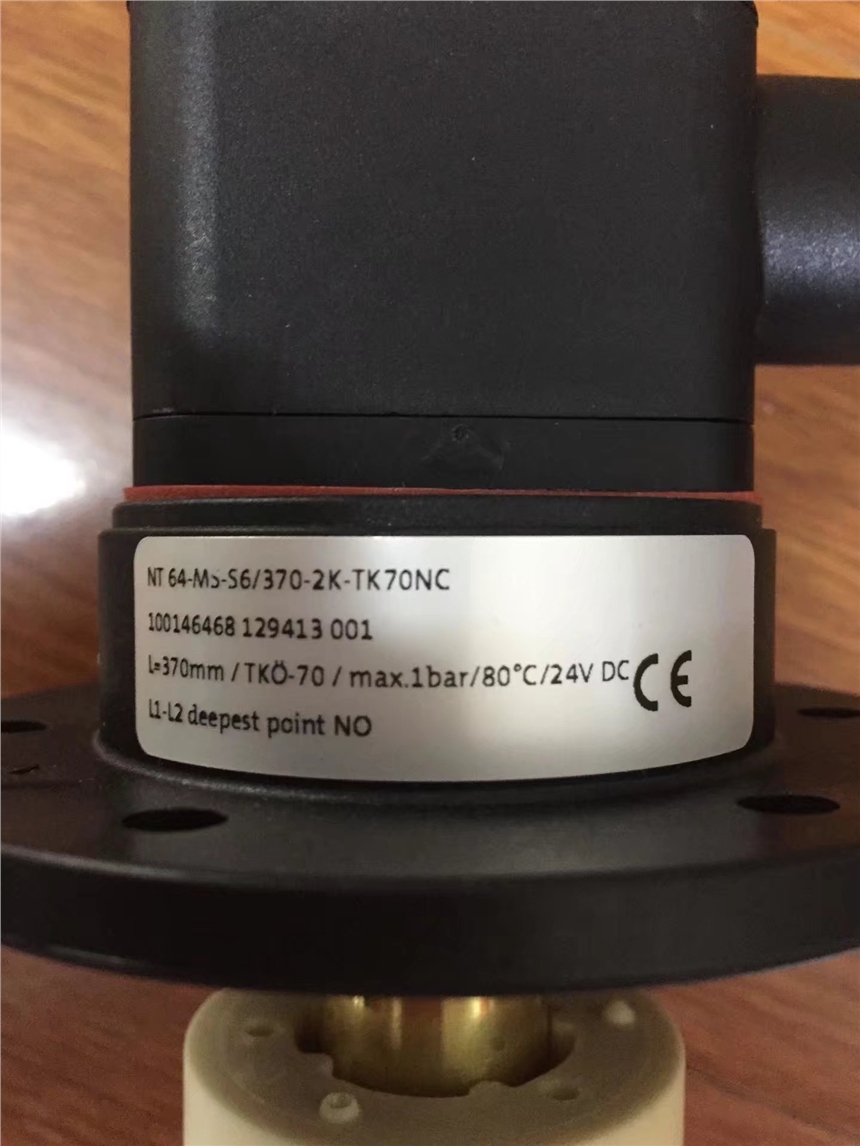 NT 64-MS-S6/370-2K-TK70NC
100146468 129413 001
L=370mm / TKÖ-70 / max.1bar/80°C/24V DC CE
L1-L2 deepest point NO